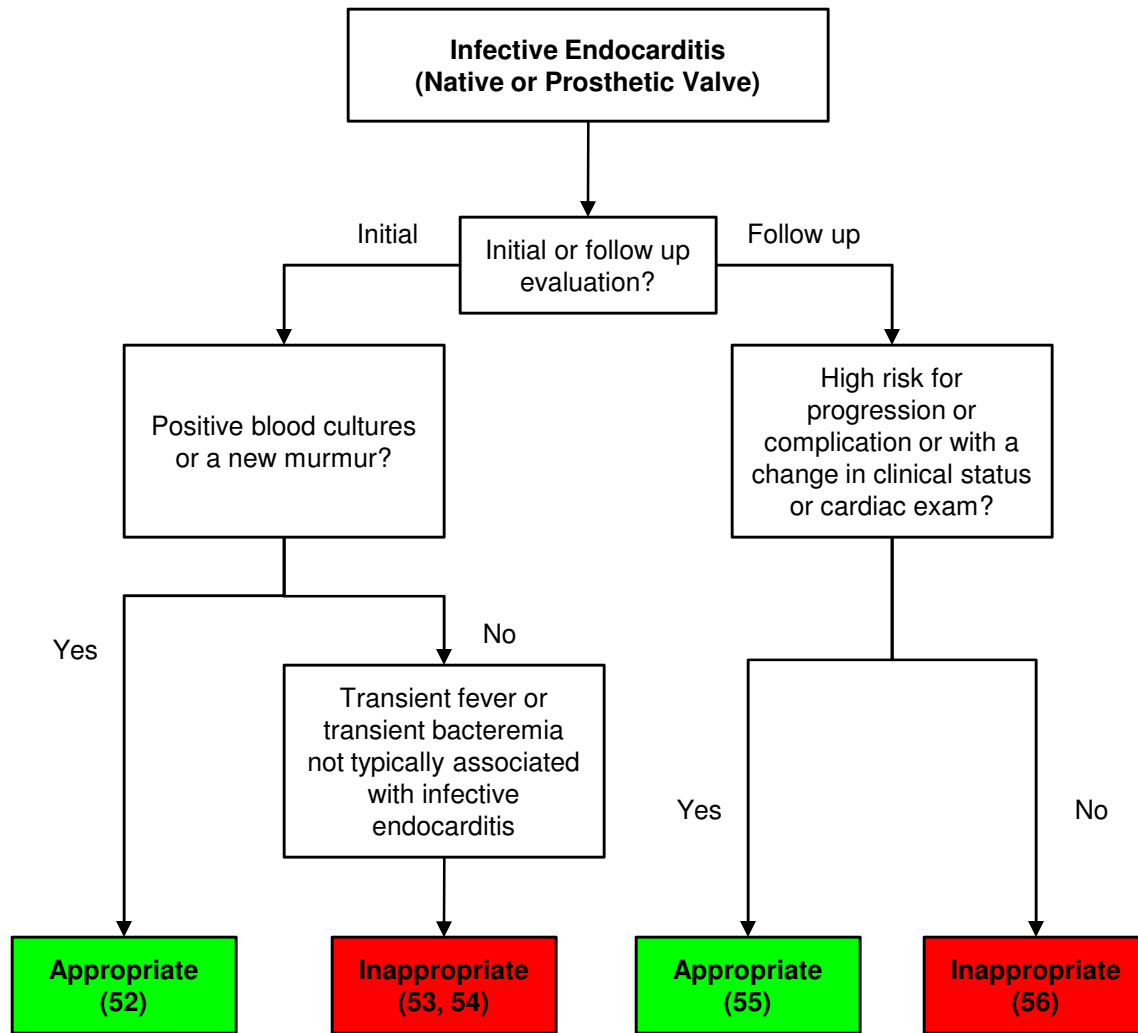 Infective Endocarditis
(Native or Prosthetic Valve)
Initial
Follow up
Initial or follow up
evaluation?
Positive blood cultures
or a new murmur?
High risk for
progression or
complication or with a
change in clinical status
or cardiac exam?
Yes
No
Transient fever or
transient bacteremia
not typically associated
with infective
endocarditis
Yes
No
Appropriate
(52)
Inappropriate
(53, 54)
Appropriate
(55)
Inappropriate
(56)